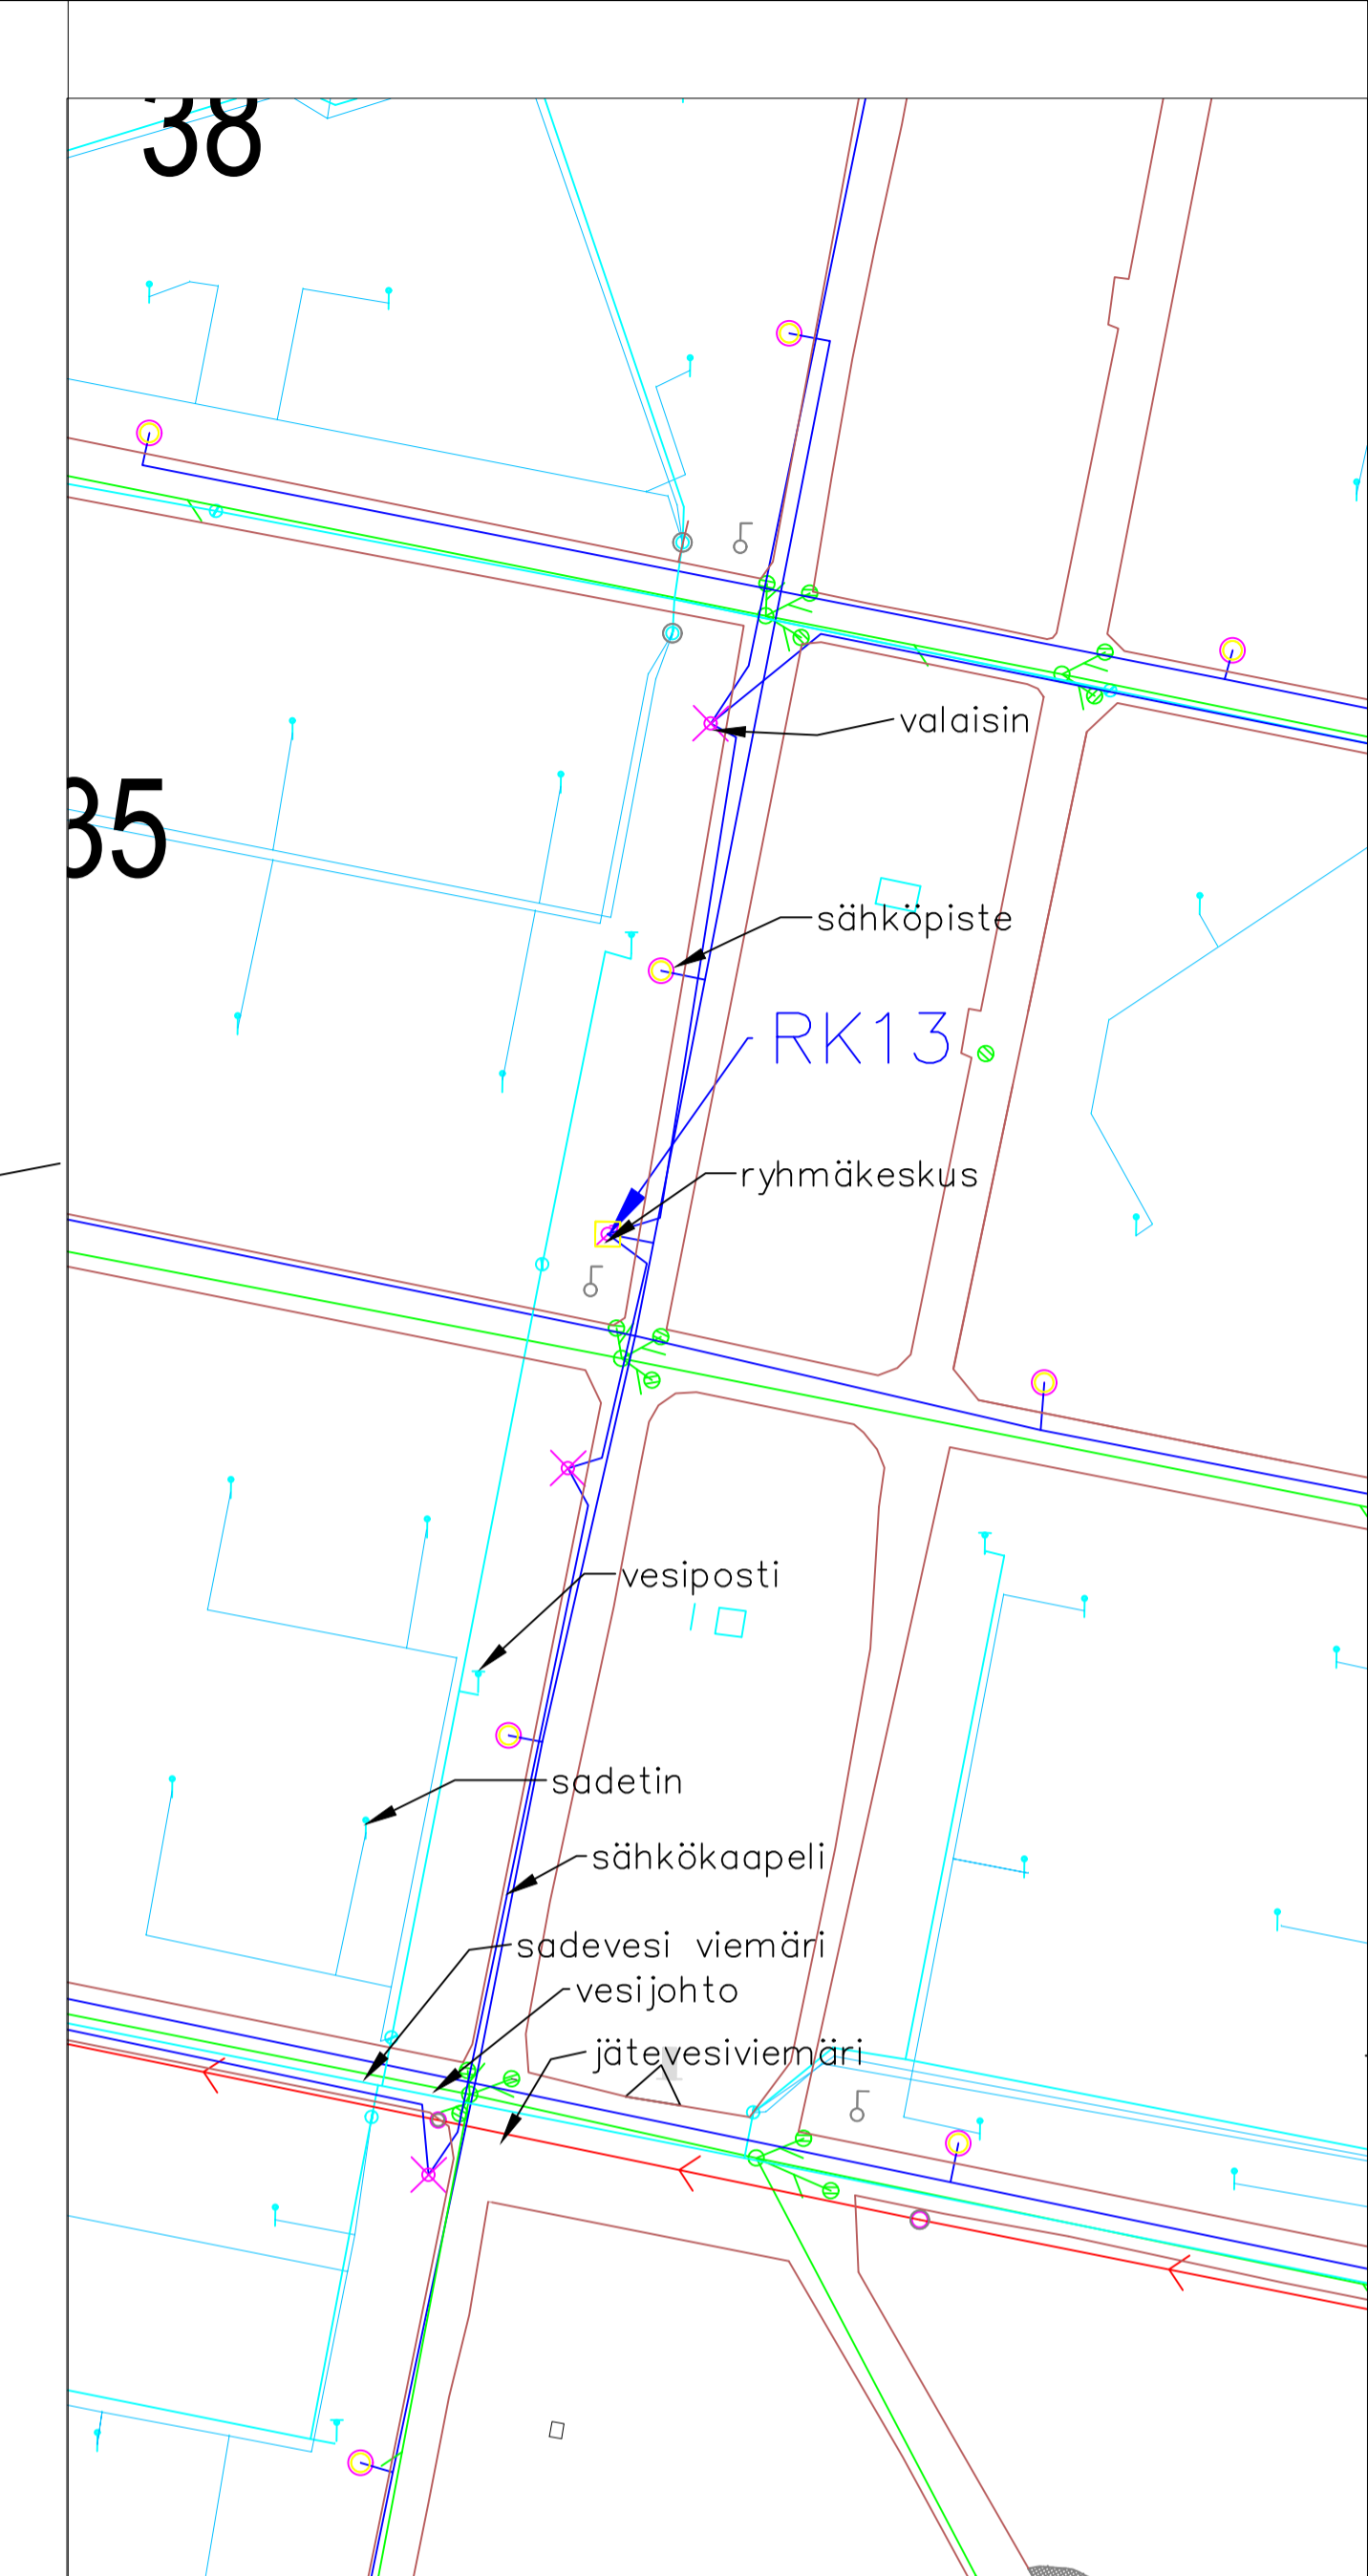 38
valaisin
35
sähköpiste
RK13
ryhmäkeskus
vesiposti
sadetin
sähkökaapeli
sadevesi viemäri
vesijohto
jätevesiviemäri